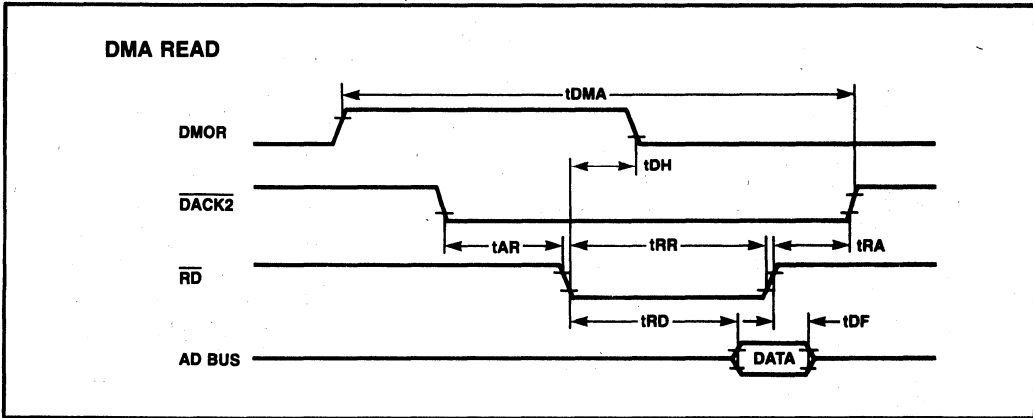 DMA READ
tDMA
DMOR
tDH
DACK2
tAR
tRR
tRA
RD
tRD
tDF
AD BUS
DATA